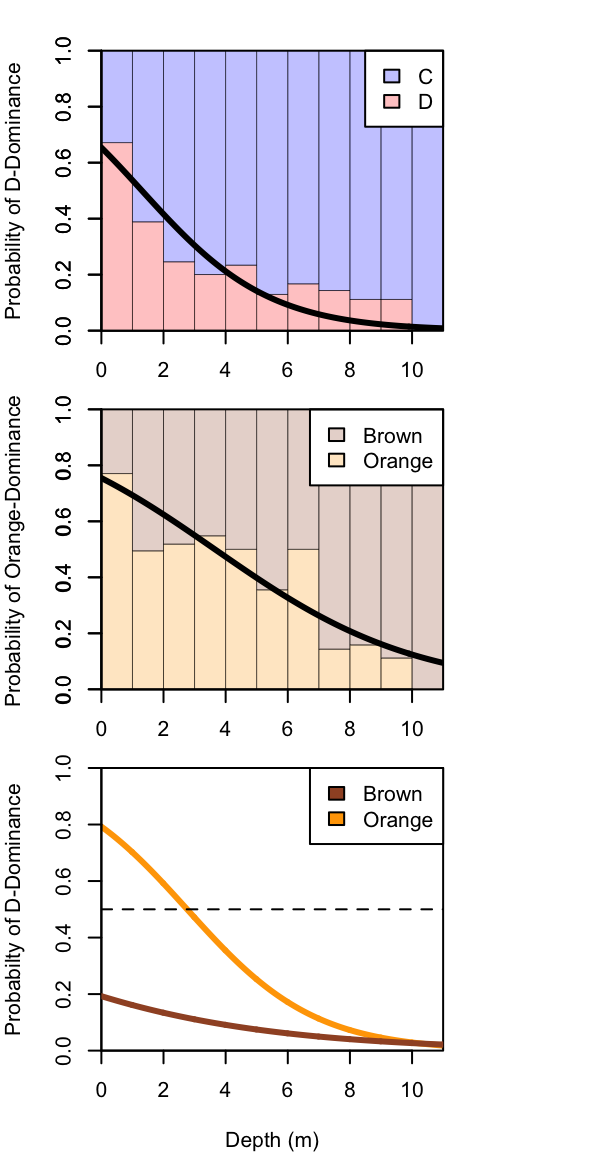 Probability of D-Dominance
1.0
0.8
0.6
0.4
0.2
0.0
C
D
0 2 4 6 8 10
Probability of Orange-Dominance
1.0
0.8
0.6
0.4
0.2
0.0
Brown
Orange
0 2 4 6 8 10
Probabilty of D-Dominance
1.0
0.8
0.6
0.4
0.2
0.0
Brown
Orange
0 2 4 6 8 10
Depth (m)